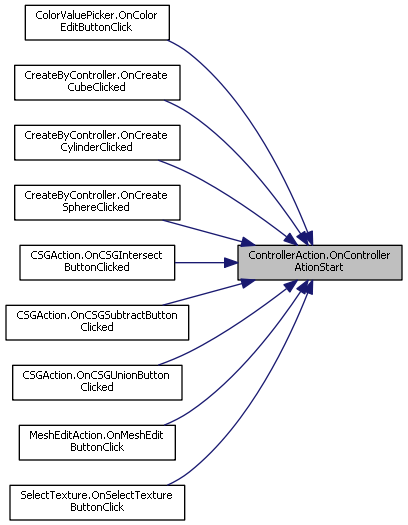 ColorValuePicker.OnColor
EditButtonClick
CreateByController.OnCreate
CubeClicked
CreateByController.OnCreate
CylinderClicked
CreateByController.OnCreate
SphereClicked
CSGAction.OnCSGIntersect
ButtonClicked
ControllerAction.OnController
AtionStart
CSGAction.OnCSGSubtractButton
Clicked
CSGAction.OnCSGUnionButton
Clicked
MeshEditAction.OnMeshEdit
ButtonClick
SelectTexture.OnSelectTexture
ButtonClick